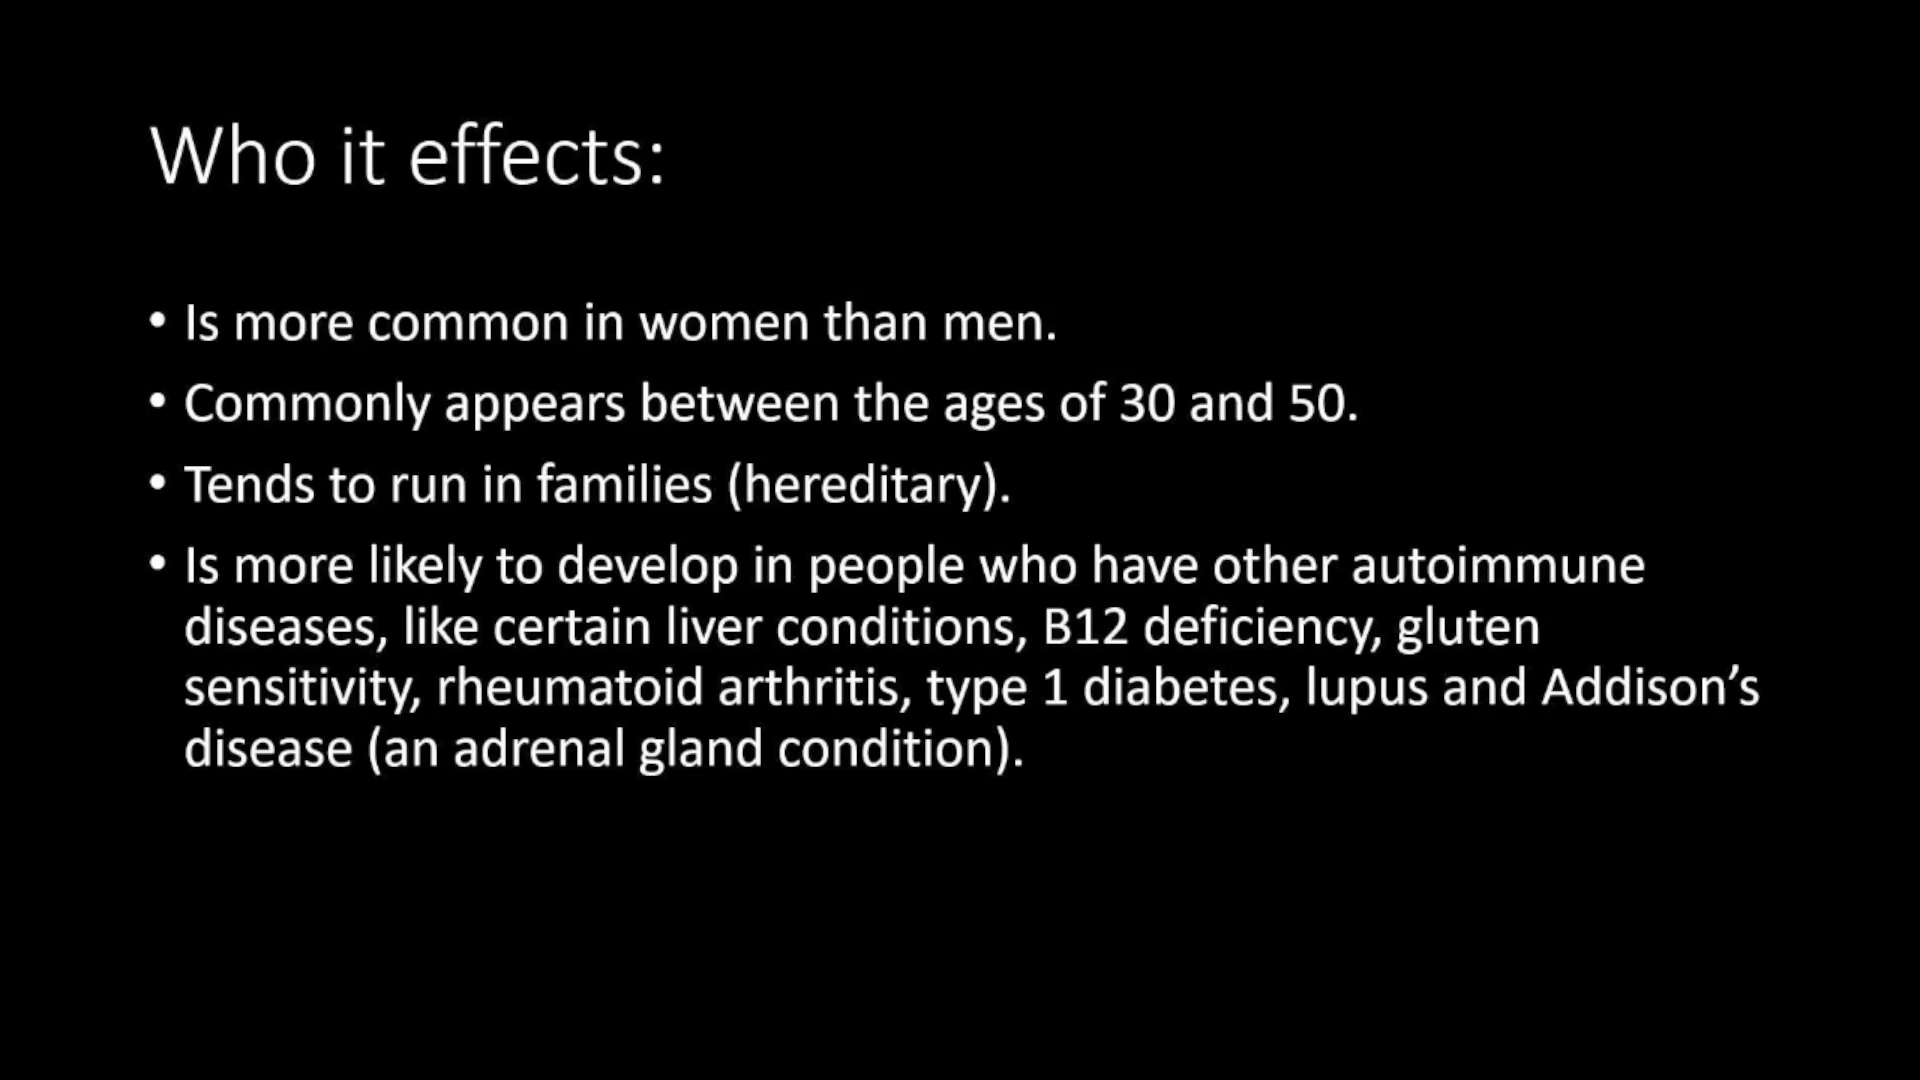 Who it effects:
• Is more common in women than men.
• Commonly appears between the ages of 30 and 50.
• Tends to run in families (hereditary).
• Is more likely to develop in people who have other autoimmune
diseases, like certain liver conditions, B12 deficiency, gluten
sensitivity, rheumatoid arthritis, type 1 diabetes, lupus and Addison’s
disease (an adrenal gland condition).